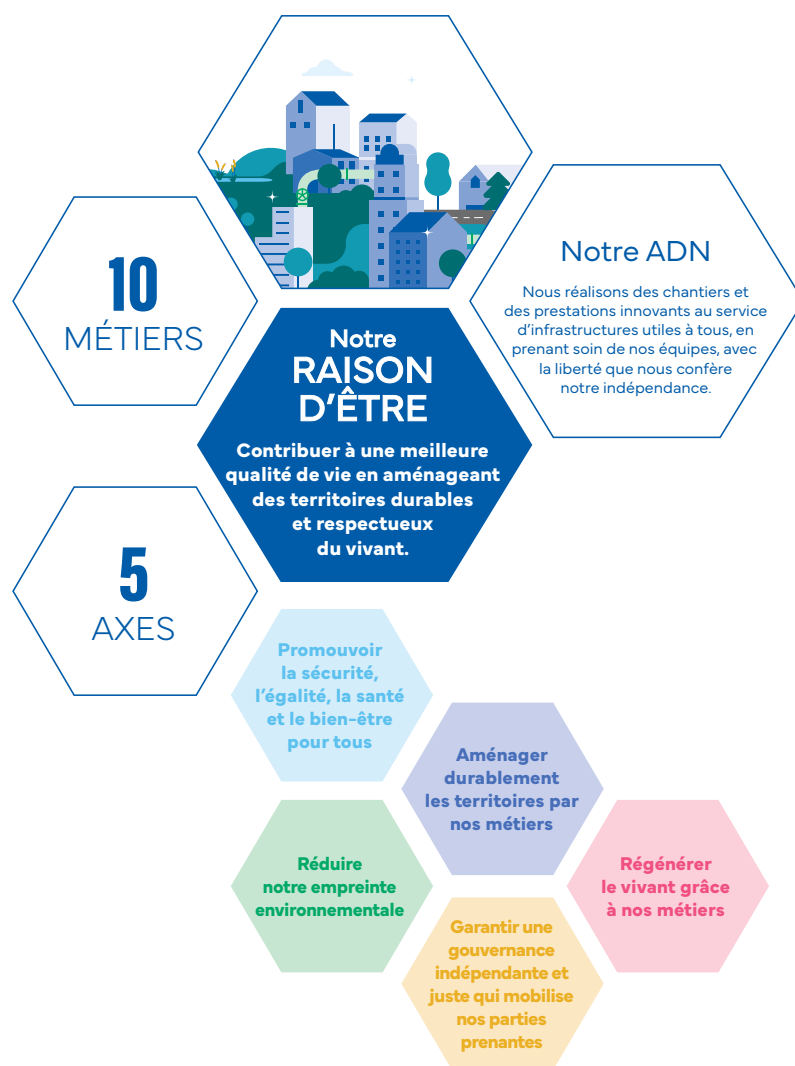 10
MÉTIERS
Notre ADN
Nous réalisons des chantiers et
des prestations innovants au service
d’infrastructures utiles à tous, en
prenant soin de nos équipes, avec
la liberté que nous confère
notre indépendance.
Notre
RAISON
D’ÊTRE
Contribuer à une meilleure
qualité de vie en aménageant
des territoires durables
et respectueux
du vivant.
5
AXES
Promouvoir
la sécurité,
l’égalité, la santé
et le bien-être
pour tous
Aménager
durablement
les territoires par
nos métiers
Réduire
notre empreinte
environnementale
Régénérer
le vivant grâce
à nos métiers
Garantir une
gouvernance
indépendante et
juste qui mobilise
nos parties
prenantes